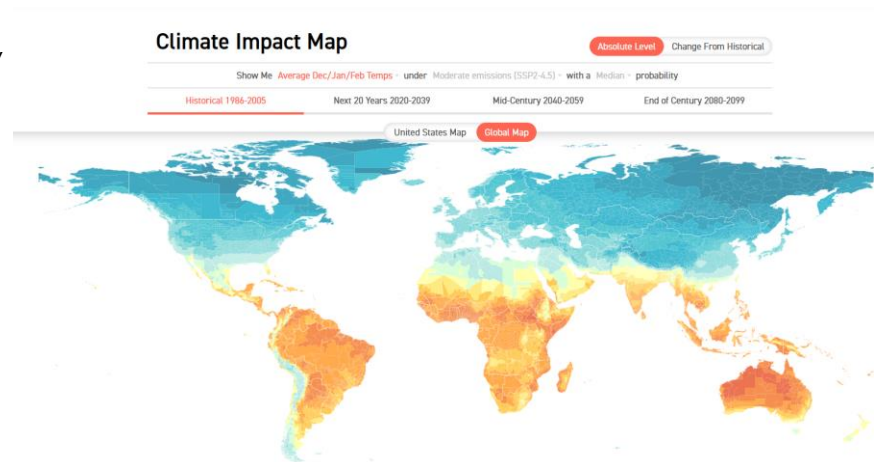 Climate Impact Map
Absolute Level Change From Historical
Show Me Average Dec/Jan/Feb Temps - under Moderate emissions (SSP2-4.5) - with a Median - probability
Historical 1986-2005 Next 20 Years 2020-2039 Mid-Century 2040-2059 End of Century 2080-2099
United States Map Global Map